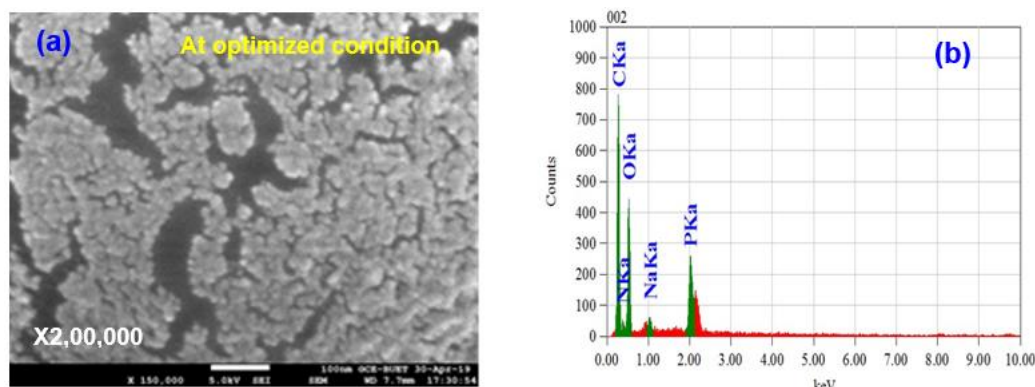 (a)
At optimized condition
X2,00,000
100nm GCE-BUET 30-Apr-19
X 150,000 5.0kV SEI SEM WD 7.7mm 17:30:54
002
(b)
1000
900
800
700
600
500
400
300
200
100
0
Counts
CKa
OKa
NKa
NaKa
PKa
0.00 1.00 2.00 3.00 4.00 5.00 6.00 7.00 8.00 9.00 10.00
keV